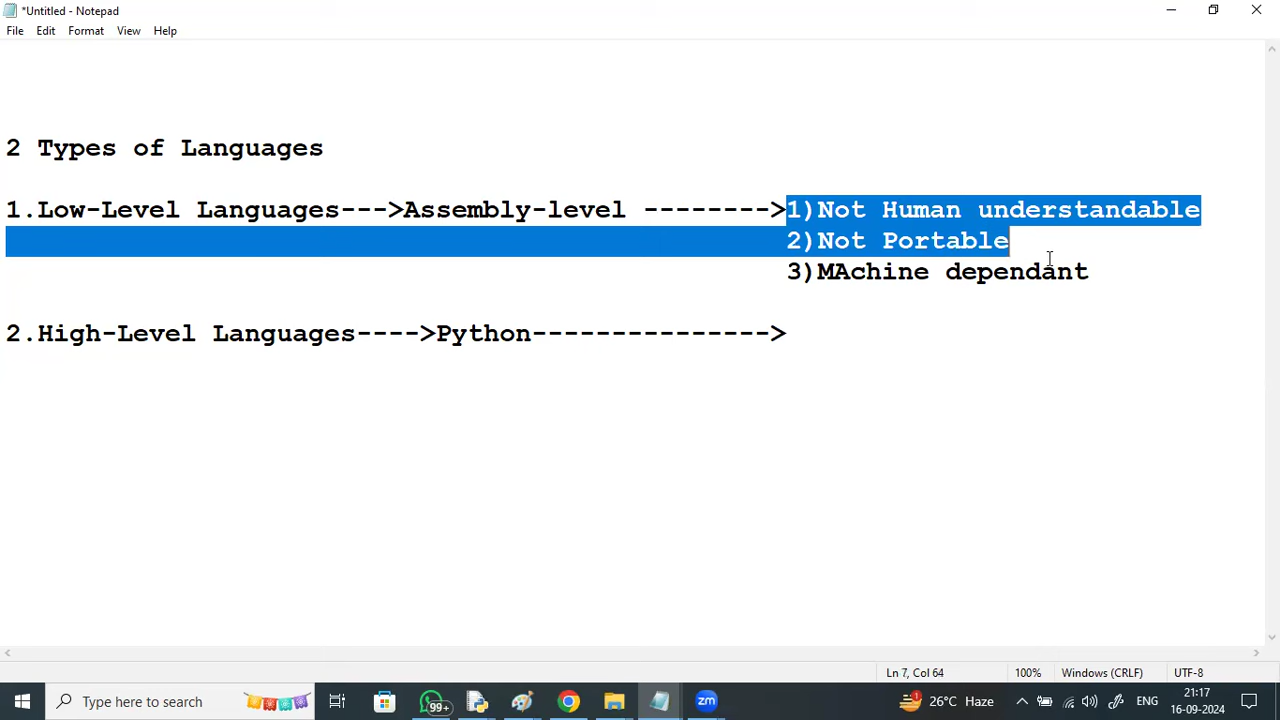 *Untitled - Notepad
File Edit Format View Help
2 Types of Languages
1.Low-Level Languages--->Assembly-level -------->1)Not Human understandable
2)Not Portable
3)MAchine dependant
2.High-Level Languages---->Python--------------->
Ln 7, Col 64 100% Windows (CRLF) UTF-8
Type here to search 99+ 1 26°C Haze ENG 21:17
16-09-2024
zm